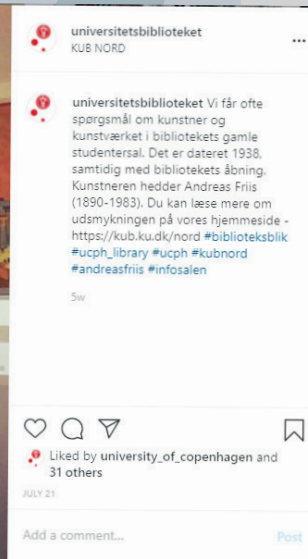 universitetsbiblioteket
KUB NORD
universitetsbiblioteket Vi får ofte
spørgsmål om kunstner og
kunstværket i bibliotekets gamle
studentersal. Det er dateret 1938,
samtidig med bibliotekets åbning.
Kunstneren hedder Andreas Friis
(1890-1983). Du kan læse mere om
udsmykningen på vores hjemmeside -
https://kub.ku.dk/nord #biblioteksblik
#ucph_library #ucph #kubnord
#andreasfriis #infosalen
5w
Liked by university_of_copenhagen and
31 others
JULY 21
Add a comment... Post